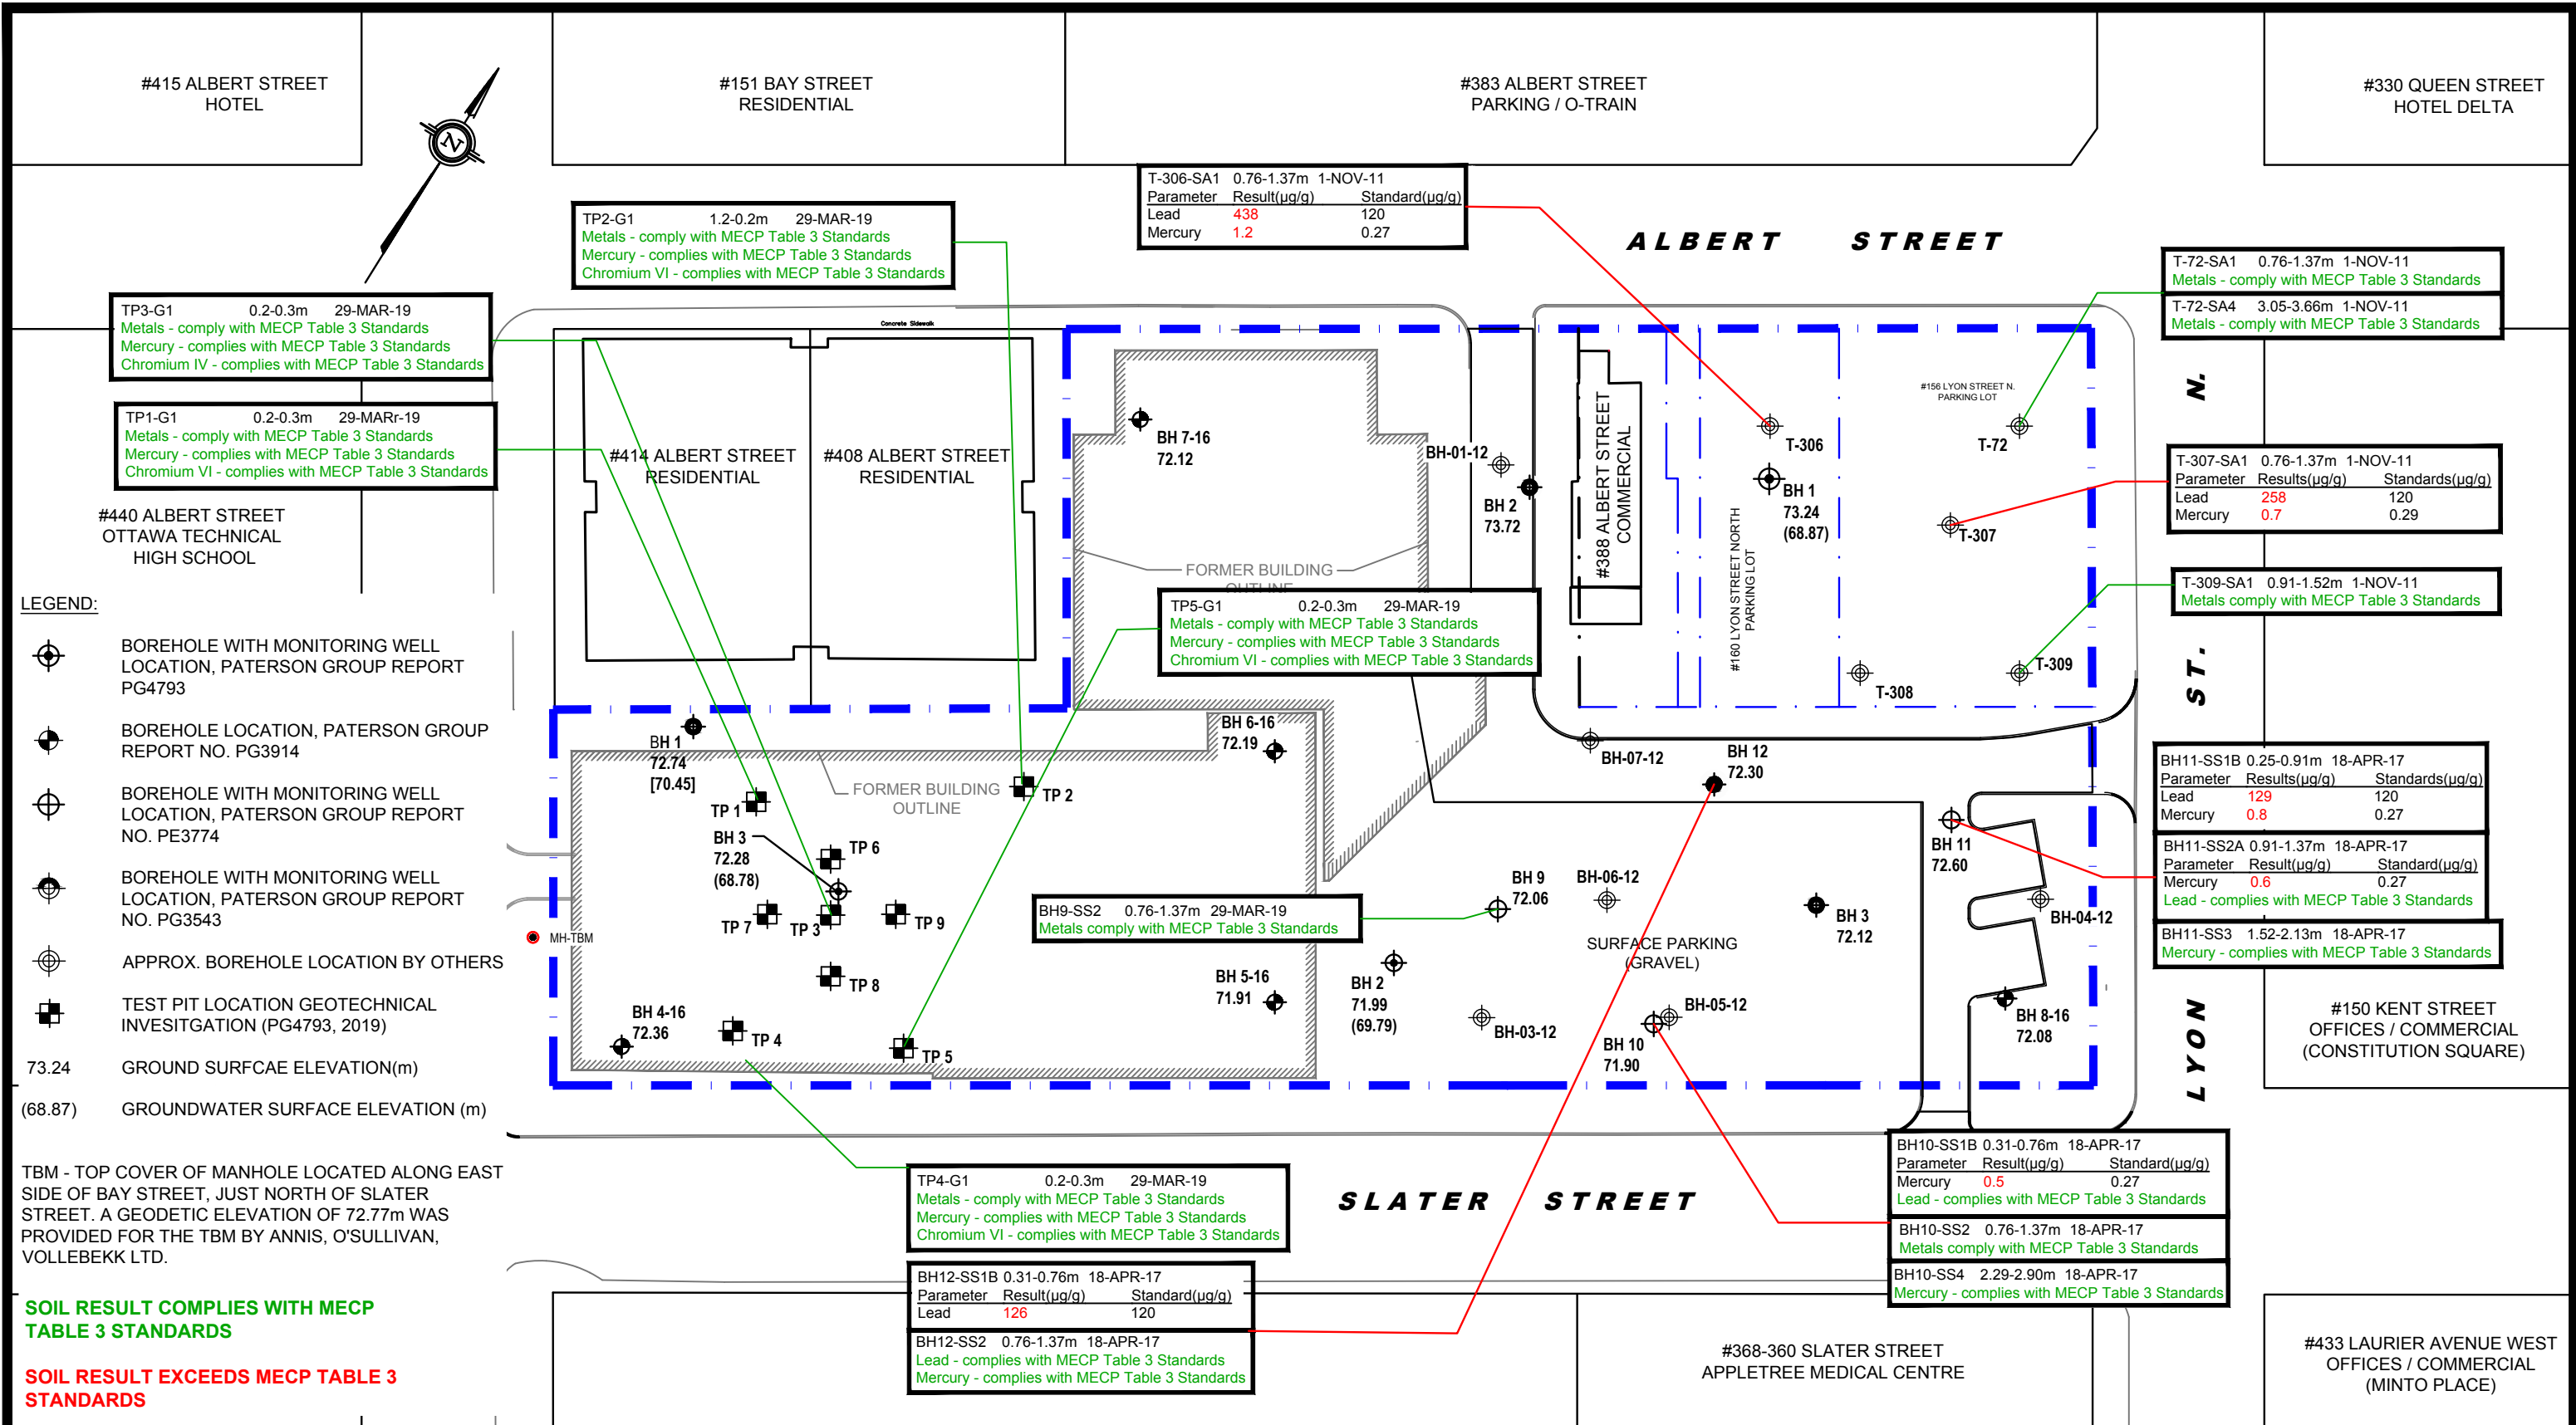 #415 ALBERT STREET
HOTEL
#151 BAY STREET
RESIDENTIAL
#383 ALBERT STREET
PARKING / O-TRAIN
#330 QUEEN STREET
HOTEL DELTA
N
T-306-SA1 0.76-1.37m 1-NOV-11
Parameter Result(µg/g) Standard(µg/g)
Lead 438 120
Mercury 1.2 0.27
TP2-G1 1.2-0.2m 29-MAR-19
Metals - comply with MECP Table 3 Standards
Mercury - complies with MECP Table 3 Standards
Chromium VI - complies with MECP Table 3 Standards
ALBERT STREET
T-72-SA1 0.76-1.37m 1-NOV-11
Metals - comply with MECP Table 3 Standards
T-72-SA4 3.05-3.66m 1-NOV-11
Metals - comply with MECP Table 3 Standards
TP3-G1 0.2-0.3m 29-MAR-19
Metals - comply with MECP Table 3 Standards
Mercury - complies with MECP Table 3 Standards
Chromium IV - complies with MECP Table 3 Standards
Concrete Sidewalk
TP1-G1 0.2-0.3m 29-MARr-19
Metals - comply with MECP Table 3 Standards
Mercury - complies with MECP Table 3 Standards
Chromium VI - complies with MECP Table 3 Standards
#414 ALBERT STREET
RESIDENTIAL
#408 ALBERT STREET
RESIDENTIAL
BH 7-16
72.12
BH-01-12
BH 2
73.72
#388 ALBERT STREET
COMMERCIAL
T-306
BH 1
73.24
(68.87)
#160 LYON STREET NORTH
PARKING LOT
#156 LYON STREET N.
PARKING LOT
T-72
T-307
T-308
T-309
LYON ST. N.
T-307-SA1 0.76-1.37m 1-NOV-11
Parameter Results(µg/g) Standards(µg/g)
Lead 258 120
Mercury 0.7 0.29
T-309-SA1 0.91-1.52m 1-NOV-11
Metals comply with MECP Table 3 Standards
#440 ALBERT STREET
OTTAWA TECHNICAL
HIGH SCHOOL
FORMER BUILDING
OUTLINE
TP5-G1 0.2-0.3m 29-MAR-19
Metals - comply with MECP Table 3 Standards
Mercury - complies with MECP Table 3 Standards
Chromium VI - complies with MECP Table 3 Standards
LEGEND:
BOREHOLE WITH MONITORING WELL
LOCATION, PATERSON GROUP REPORT
PG4793
BOREHOLE LOCATION, PATERSON GROUP
REPORT NO. PG3914
BOREHOLE WITH MONITORING WELL
LOCATION, PATERSON GROUP REPORT
NO. PE3774
BOREHOLE WITH MONITORING WELL
LOCATION, PATERSON GROUP REPORT
NO. PG3543
APPROX. BOREHOLE LOCATION BY OTHERS
TEST PIT LOCATION GEOTECHNICAL
INVESITGATION (PG4793, 2019)
73.24 GROUND SURFCAE ELEVATION(m)
(68.87) GROUNDWATER SURFACE ELEVATION (m)
BH 1
72.74
[70.45]
FORMER BUILDING
OUTLINE
TP 1
TP 2
BH 6-16
72.19
BH-07-12
BH 12
72.30
BH 3
72.28
(68.78)
TP 6
TP 7
TP 3
TP 9
TP 8
MH-TBM
BH 4-16
72.36
TP 4
TP 5
BH9-SS2 0.76-1.37m 29-MAR-19
Metals comply with MECP Table 3 Standards
BH 9
72.06
BH-06-12
BH 5-16
71.91
BH 2
71.99
(69.79)
BH-03-12
SURFACE PARKING
(GRAVEL)
BH-05-12
BH 10
71.90
BH 3
72.12
BH 11
72.60
BH-04-12
BH 8-16
72.08
BH11-SS1B 0.25-0.91m 18-APR-17
Parameter Results(µg/g) Standards(µg/g)
Lead 129 120
Mercury 0.8 0.27
BH11-SS2A 0.91-1.37m 18-APR-17
Parameter Result(µg/g) Standard(µg/g)
Mercury 0.6 0.27
Lead - complies with MECP Table 3 Standards
BH11-SS3 1.52-2.13m 18-APR-17
Mercury - complies with MECP Table 3 Standards
#150 KENT STREET
OFFICES / COMMERCIAL
(CONSTITUTION SQUARE)
TBM - TOP COVER OF MANHOLE LOCATED ALONG EAST
SIDE OF BAY STREET, JUST NORTH OF SLATER
STREET. A GEODETIC ELEVATION OF 72.77m WAS
PROVIDED FOR THE TBM BY ANNIS, O'SULLIVAN,
VOLLEBEKK LTD.
SOIL RESULT COMPLIES WITH MECP
TABLE 3 STANDARDS
SOIL RESULT EXCEEDS MECP TABLE 3
STANDARDS
TP4-G1 0.2-0.3m 29-MAR-19
Metals - comply with MECP Table 3 Standards
Mercury - complies with MECP Table 3 Standards
Chromium VI - complies with MECP Table 3 Standards
SLATER STREET
BH12-SS1B 0.31-0.76m 18-APR-17
Parameter Result(µg/g) Standard(µg/g)
Lead 126 120
BH12-SS2 0.76-1.37m 18-APR-17
Lead - complies with MECP Table 3 Standards
Mercury - complies with MECP Table 3 Standards
BH10-SS1B 0.31-0.76m 18-APR-17
Parameter Result(µg/g) Standard(µg/g)
Mercury 0.5 0.27
Lead - complies with MECP Table 3 Standards
BH10-SS2 0.76-1.37m 18-APR-17
Metals comply with MECP Table 3 Standards
BH10-SS4 2.29-2.90m 18-APR-17
Mercury - complies with MECP Table 3 Standards
#368-360 SLATER STREET
APPLETREE MEDICAL CENTRE
#433 LAURIER AVENUE WEST
OFFICES / COMMERCIAL
(MINTO PLACE)